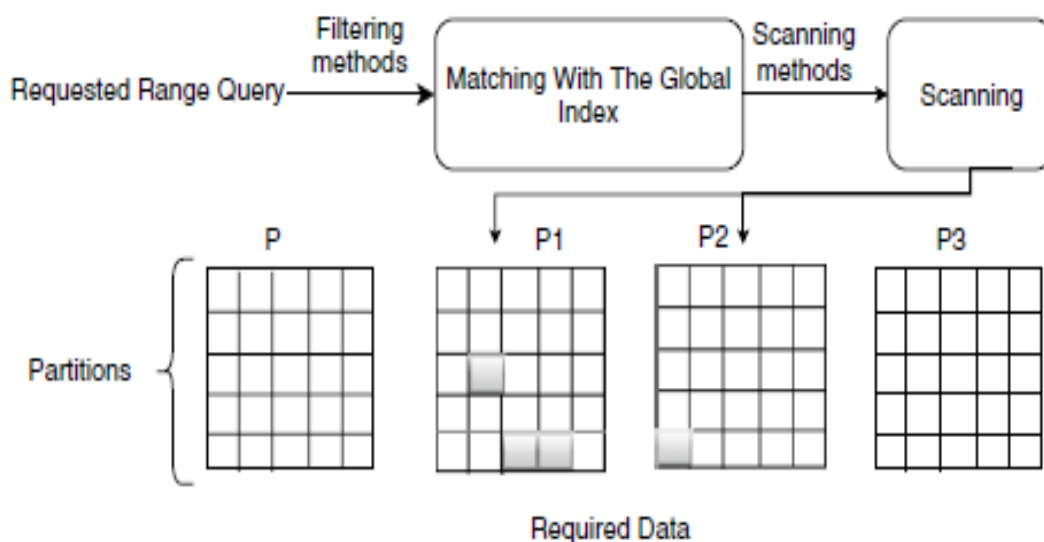 Filtering
methods
Scanning
methods
Requested Range Query
Matching With The Global
Index
Scanning
P
P1
P2
P3
Partitions
Required Data